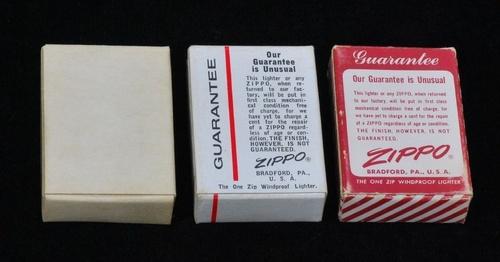 GUARANTEE
Our
Guarantee
is Unusual
This lighter or any
ZIPPO, when re-
turned to our fac-
tory, will be put in
first class mechani-
cal condition free
of charge, for we
have yet to charge a
cent for the repair
of a ZIPPO regard-
less of age or con-
dition. THE FINISH,
HOWEVER, IS NOT
GUARANTEED.
ZIPPO®
BRADFORD, PA.,
U. S. A.
The One Zip Windproof Lighter.
Guarantee
Our Guarantee is Unusual
This lighter or any ZIPPO, when returned
to our factory, will be put in first class
mechanical condition free of charge, for
we have yet to charge a cent for the repair
of a ZIPPO regardless of age or condition.
THE FINISH, HOWEVER, IS NOT
GUARANTEED.
ZIPPO®
BRADFORD, PA., U. S. A.
THE ONE ZIP WINDPROOF LIGHTER